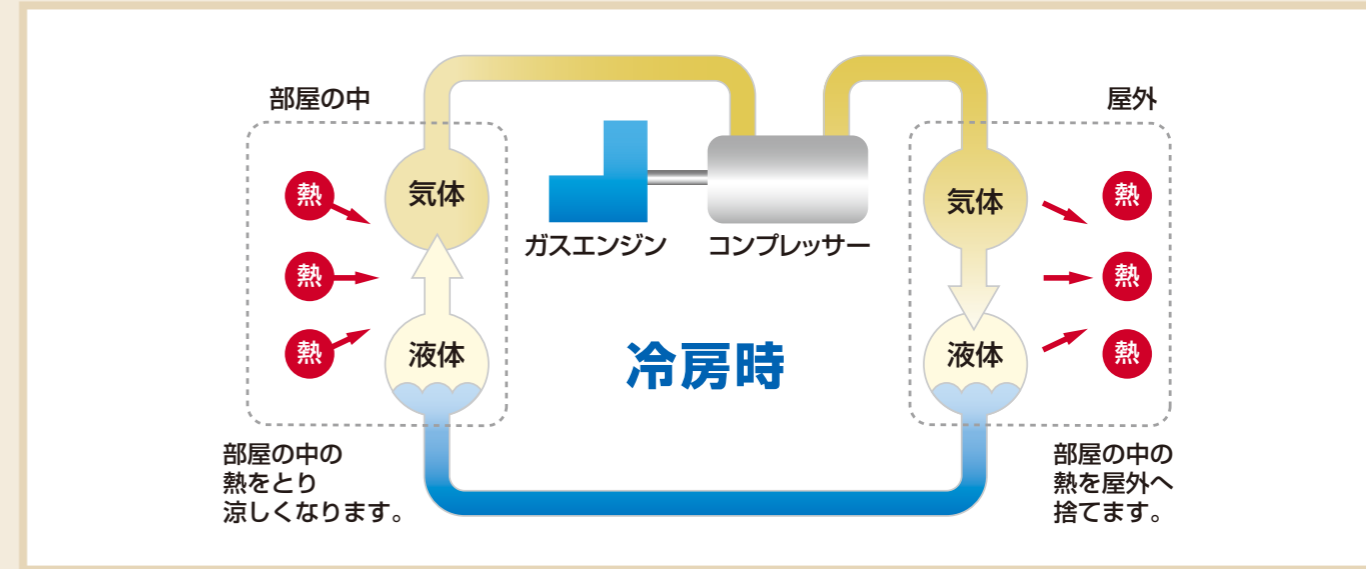 部屋の中
屋外
熱
熱
熱
気体
液体
ガスエンジン
コンプレッサー
冷房時
気体
液体
熱
熱
熱
部屋の中の
熱をとり
涼しくなります。
部屋の中の
熱を屋外へ
捨てます。